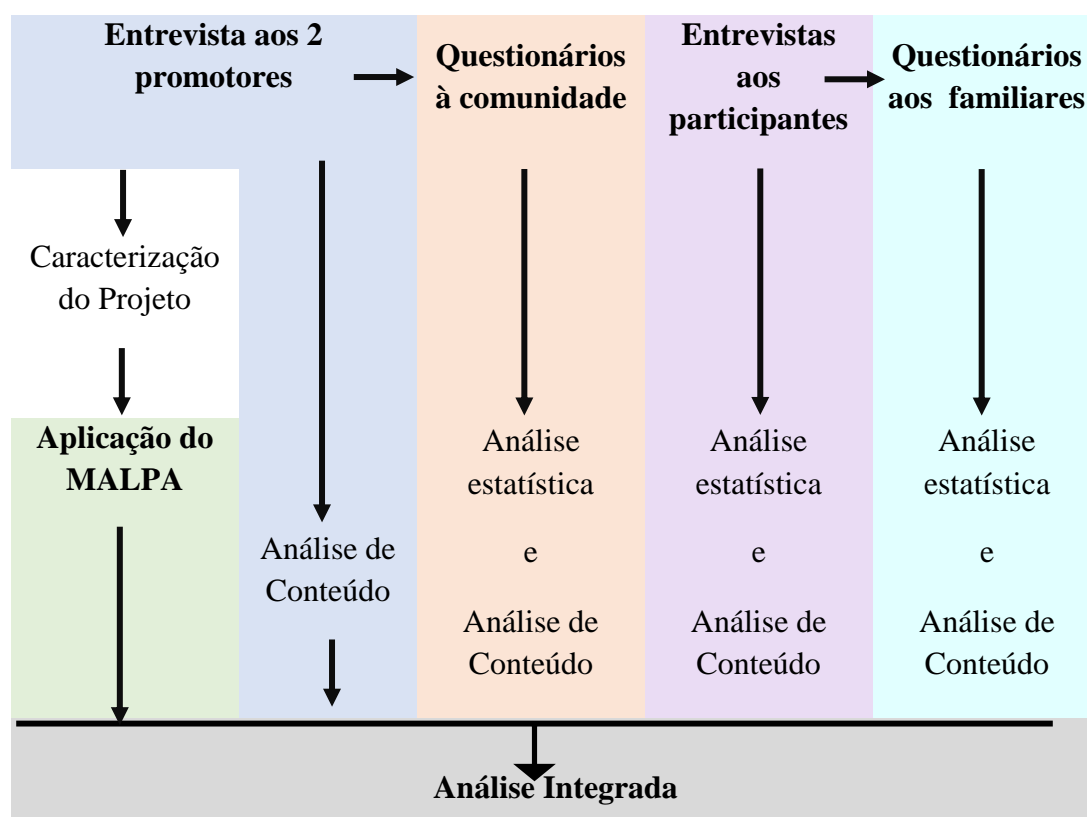 Entrevista aos 2
promotores
Questionários
à comunidade
Entrevistas
aos
participantes
Questionários
aos familiares
Caracterização
do Projeto
Aplicação do
MALPA
Análise de
Conteúdo
Análise
estatística
e
Análise de
Conteúdo
Análise
estatística
e
Análise de
Conteúdo
Análise
estatística
e
Análise de
Conteúdo
Análise Integrada